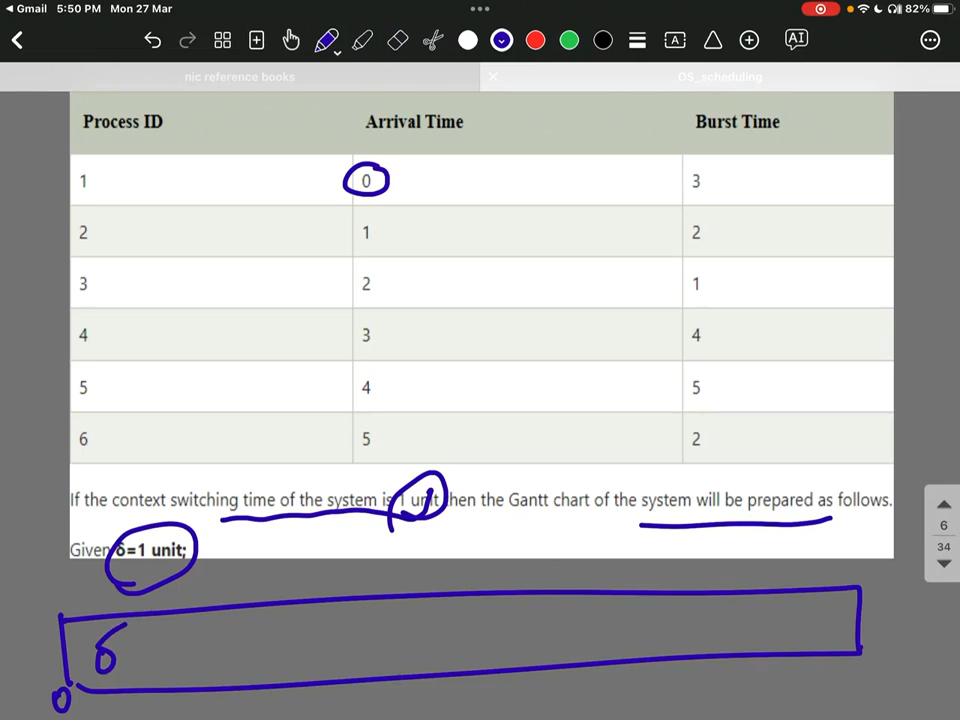 Gmail 5:50 PM Mon 27 Mar 82%
A AI
nic reference books OS_scheduling
Process ID Arrival Time Burst Time
1 0 3
2 1 2
3 2 1
4 3 4
5 4 5
6 5 2
If the context switching time of the system is 1 unit then the Gantt chart of the system will be prepared as follows.
Given δ=1 unit;
6
34
δ
0